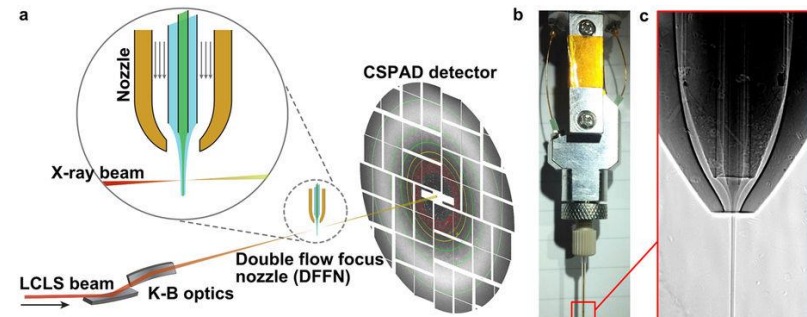 a
Nozzle
X-ray beam
CSPAD detector
LCLS beam
K-B optics
Double flow focus
nozzle (DFFN)
b
c